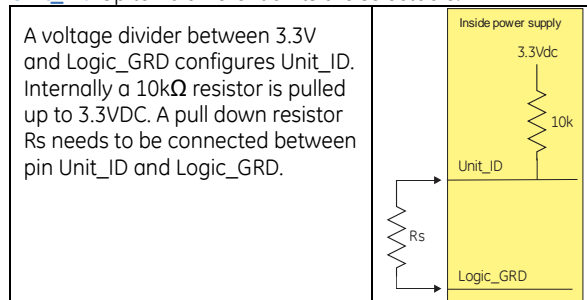 A voltage divider between 3.3V
and Logic_GRD configures Unit_ID.
Internally a 10kΩ resistor is pulled
up to 3.3VDC. A pull down resistor
Rs needs to be connected between
pin Unit_ID and Logic_GRD.
Inside power supply
3.3Vdc
10k
Unit_ID
Rs
Logic_GRD